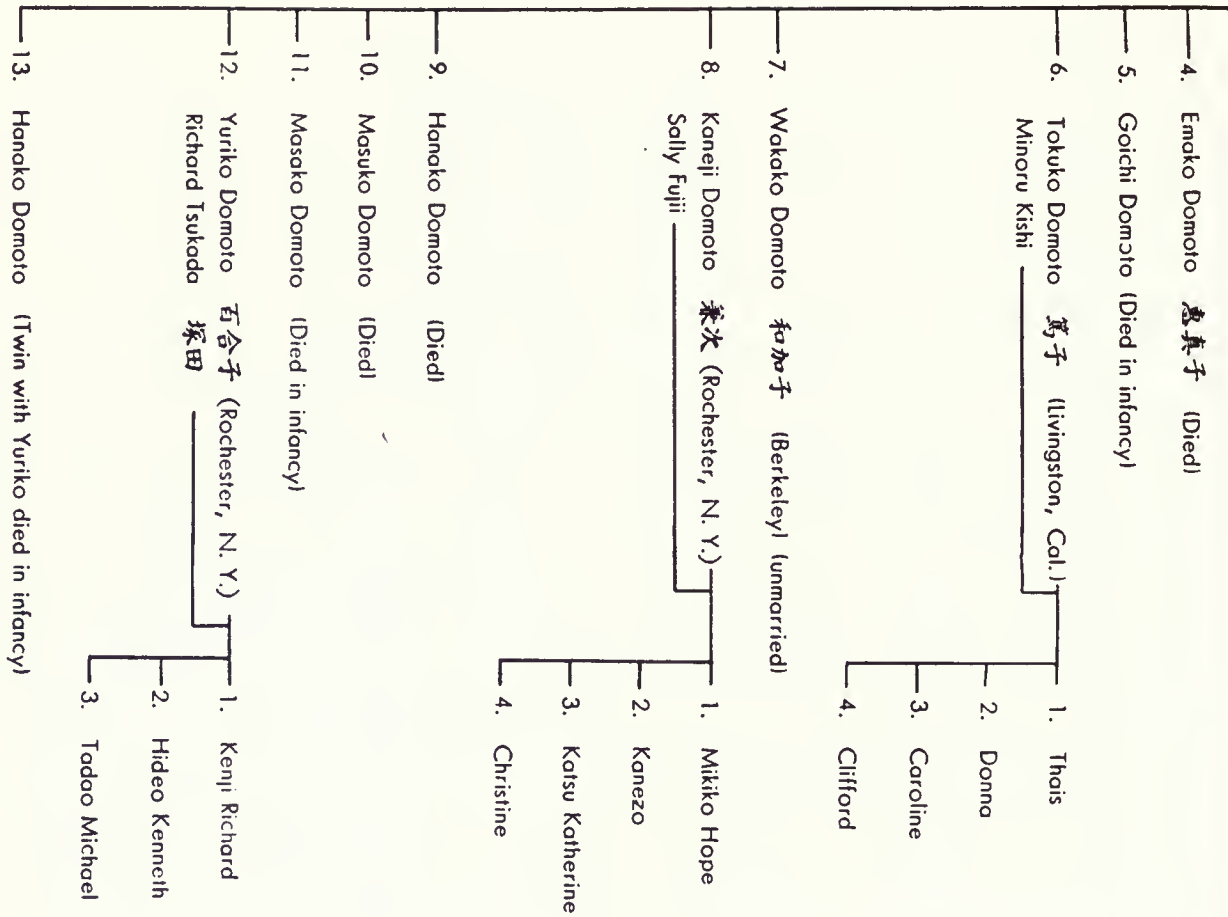 4. Emako Domoto 恵真子 (Died)
5. Goichi Domoto (Died in infancy)
6. Tokuko Domoto 篤子 (Livingston, Cal.)
Minoru Kishi
1. Thais
2. Donna
3. Caroline
4. Clifford
7. Wakako Domoto 和加子 (Berkeley) (unmarried)
8. Kaneji Domoto 兼次 (Rochester, N. Y.)
Sally Fujii
1. Mikiko Hope
2. Kanezo
3. Katsu Katherine
4. Christine
9. Hanako Domoto (Died)
10. Masuko Domoto (Died)
11. Masako Domoto (Died in infancy)
12. Yuriko Domoto 百合子 (Rochester, N. Y.)
Richard Tsukada 塚田
1. Kenji Richard
2. Hideo Kenneth
3. Tadao Michael
13. Hanako Domoto (Twin with Yuriko died in infancy)